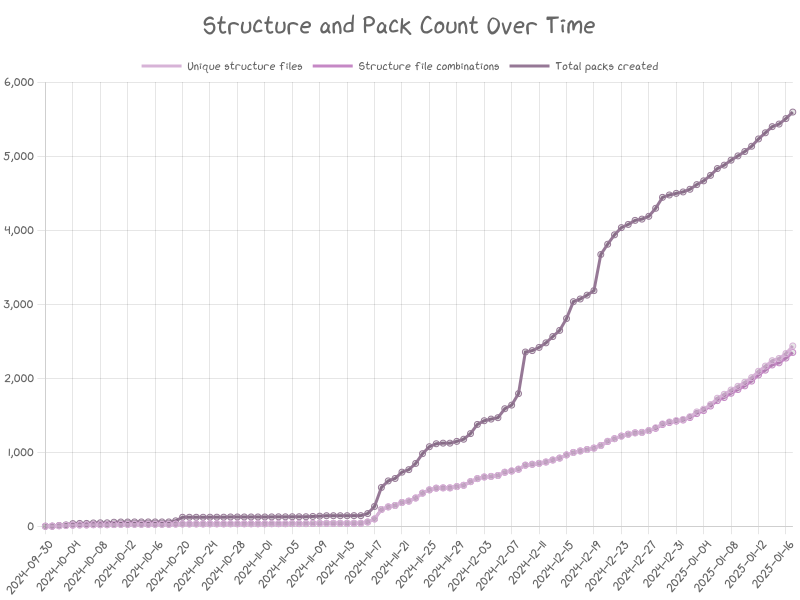 Structure and Pack Count Over Time
Unique structure files Structure file combinations Total packs created
6,000
5,000
4,000
3,000
2,000
1,000
0
2024-09-30 2024-10-04 2024-10-08 2024-10-12 2024-10-16 2024-10-20 2024-10-24 2024-10-28 2024-11-01 2024-11-05 2024-11-09 2024-11-13 2024-11-17 2024-11-21 2024-11-25 2024-11-29 2024-12-03 2024-12-07 2024-12-11 2024-12-15 2024-12-19 2024-12-23 2024-12-27 2024-12-31 2025-01-04 2025-01-08 2025-01-12 2025-01-16